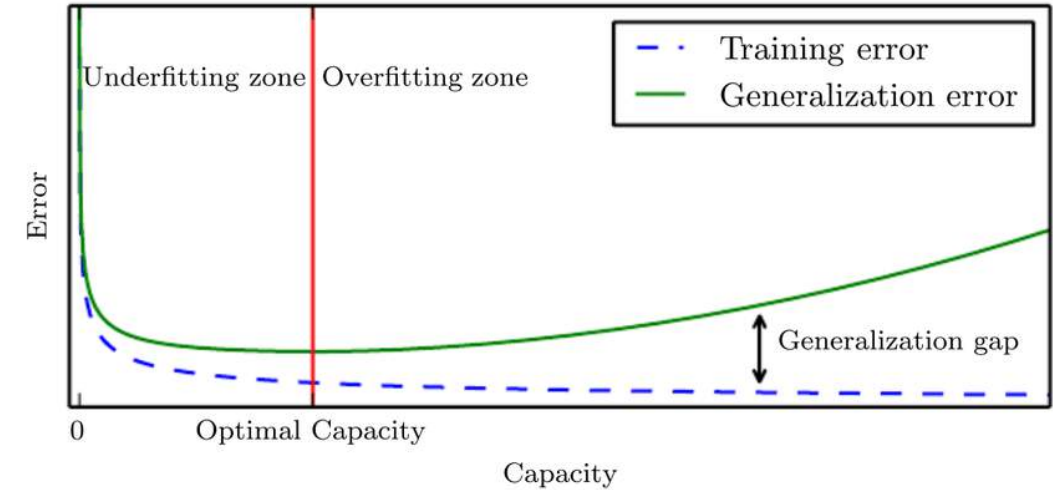 Training error
Generalization error
Underfitting zone
Overfitting zone
Error
Generalization gap
0
Optimal Capacity
Capacity